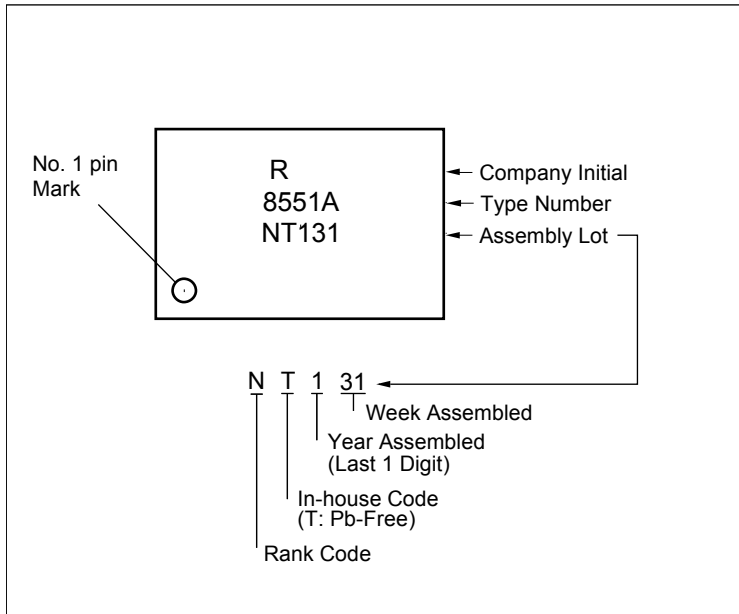 No. 1 pin
Mark
R
8551A
NT131
Company Initial
Type Number
Assembly Lot
N T 1 31
Week Assembled
Year Assembled
(Last 1 Digit)
In-house Code
(T: Pb-Free)
Rank Code